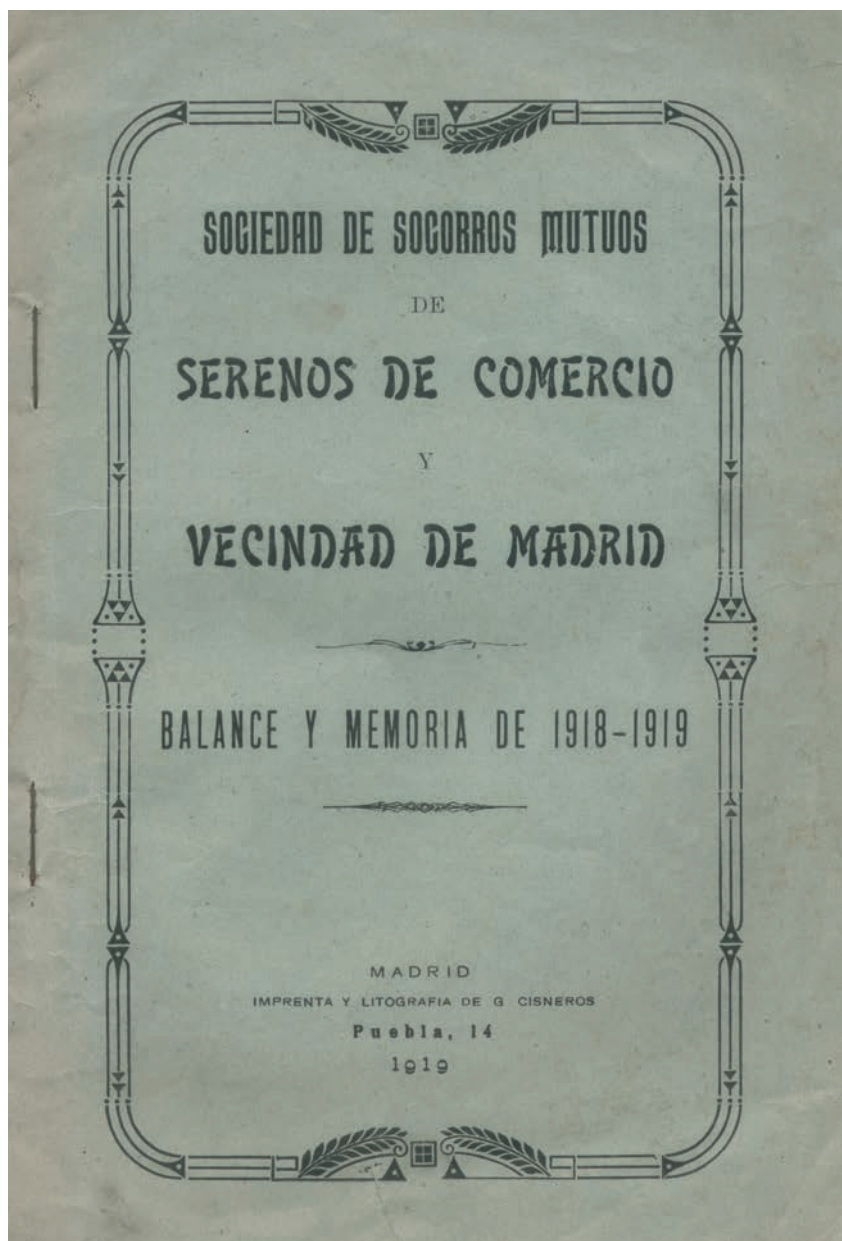 SOCIEDAD DE SOCORROS MUTUOS
DE
SERENOS DE COMERCIO
Y
VECINDAD DE MADRID
BALANCE Y MEMORIA DE 1918-1919
MADRID
IMPRENTA Y LITOGRAFIA DE G CISNEROS
Puebla, 14
1919